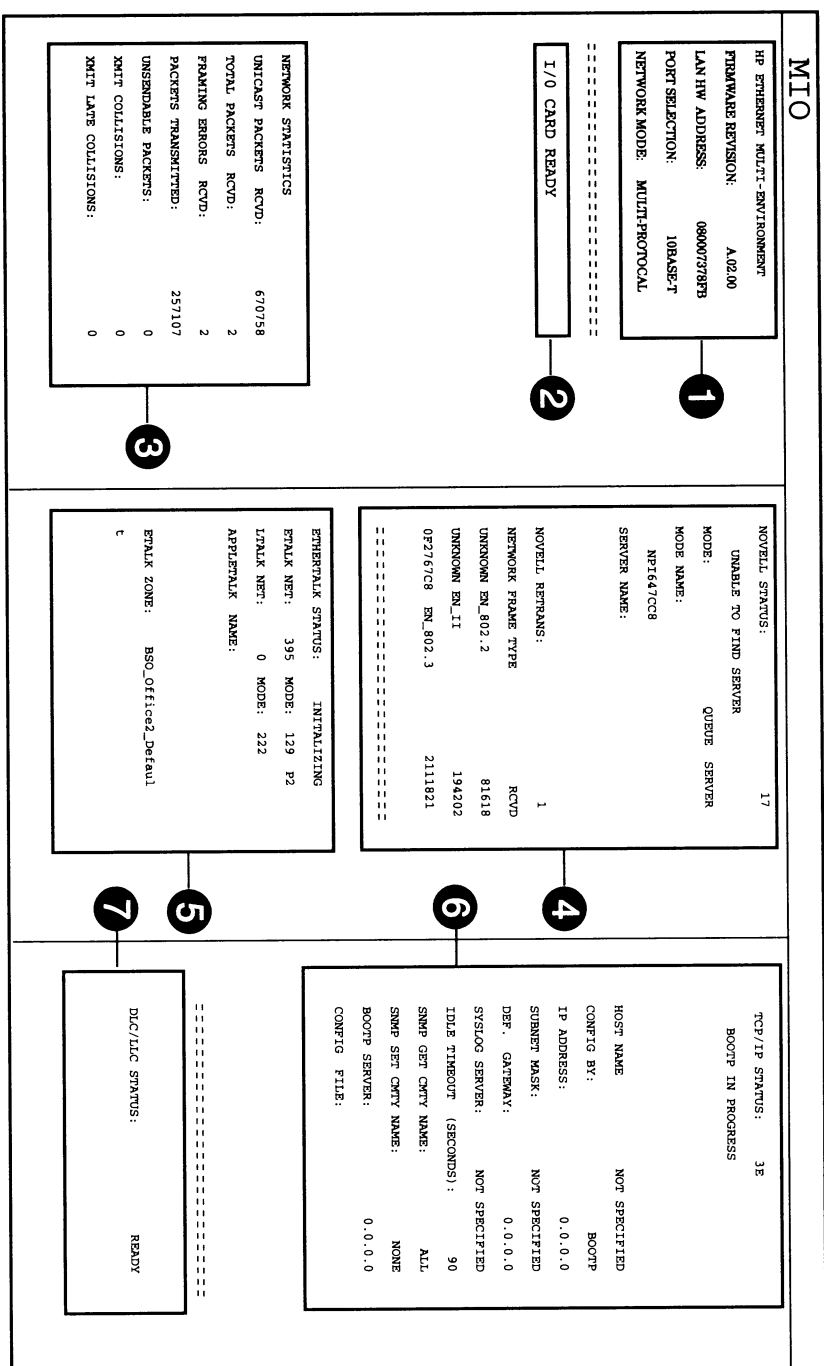 MIO
HP ETHERNET MULTI-ENVIRONMENT
FIRMWARE REVISION: A.02.00
LAN HW ADDRESS: 080007378FB
PORT SELECTION: 10BASE-T
NETWORK MODE: MULTI-PROTOCAL
1
I/O CARD READY
2
NETWORK STATISTICS
UNICAST PACKETS RCVD: 670758
TOTAL PACKETS RCVD: 2
FRAMING ERRORS RCVD: 2
PACKETS TRANSMITTED: 257107
UNSENDABLE PACKETS: 0
XMIT COLLISIONS: 0
XMIT LATE COLLISIONS: 0
3
NOVELL STATUS: 17
UNABLE TO FIND SERVER
MODE: QUEUE SERVER
MODE NAME:
NPI647CC8
SERVER NAME:
NOVELL RETRANS: 1
NETWORK FRAME TYPE RCVD
UNKNOWN EN_802.2 81618
UNKNOWN EN_II 194202
0F2767C8 EN_802.3 2111821
4
ETHERTALK STATUS: INITALIZING
ETALK NET: 395 MODE: 129 P2
LTALK NET: 0 MODE: 222
APPLETALK NAME:
ETALK ZONE: BSO_Office2_Defaul
t
5
TCP/IP STATUS: 3E
BOOTP IN PROGRESS
HOST NAME NOT SPECIFIED
CONFIG BY: BOOTP
IP ADDRESS: 0.0.0.0
SUBNET MASK: NOT SPECIFIED
DEF. GATEWAY: 0.0.0.0
SYSLOG SERVER: NOT SPECIFIED
IDLE TIMEOUT (SECONDS): 90
SNMP GET CMTY NAME: ALL
SNMP SET CMTY NAME: NONE
BOOTP SERVER: 0.0.0.0
CONFIG FILE:
6
DLC/LLC STATUS: READY
7